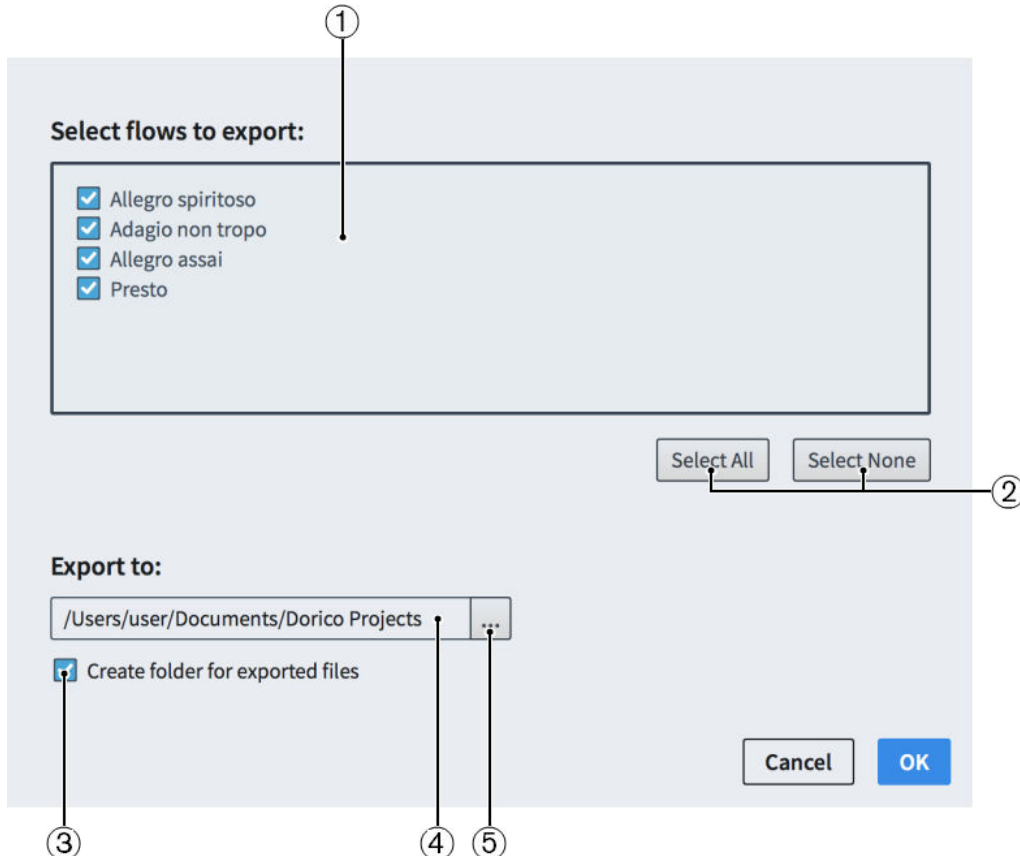 ①
Select flows to export:
Allegro spiritoso
Adagio non tropo
Allegro assai
Presto
Select All Select None
②
Export to:
/Users/user/Documents/Dorico Projects ...
Create folder for exported files
Cancel OK
③ ④ ⑤